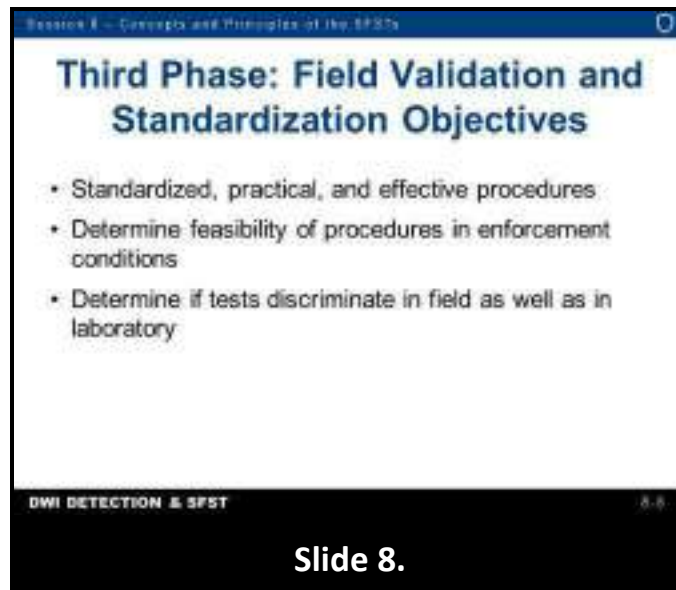 Session 8 – Concepts and Principles of the SFSTs
Third Phase: Field Validation and
Standardization Objectives
• Standardized, practical, and effective procedures
• Determine feasibility of procedures in enforcement
conditions
• Determine if tests discriminate in field as well as in
laboratory
DWI DETECTION & SFST
Slide 8.